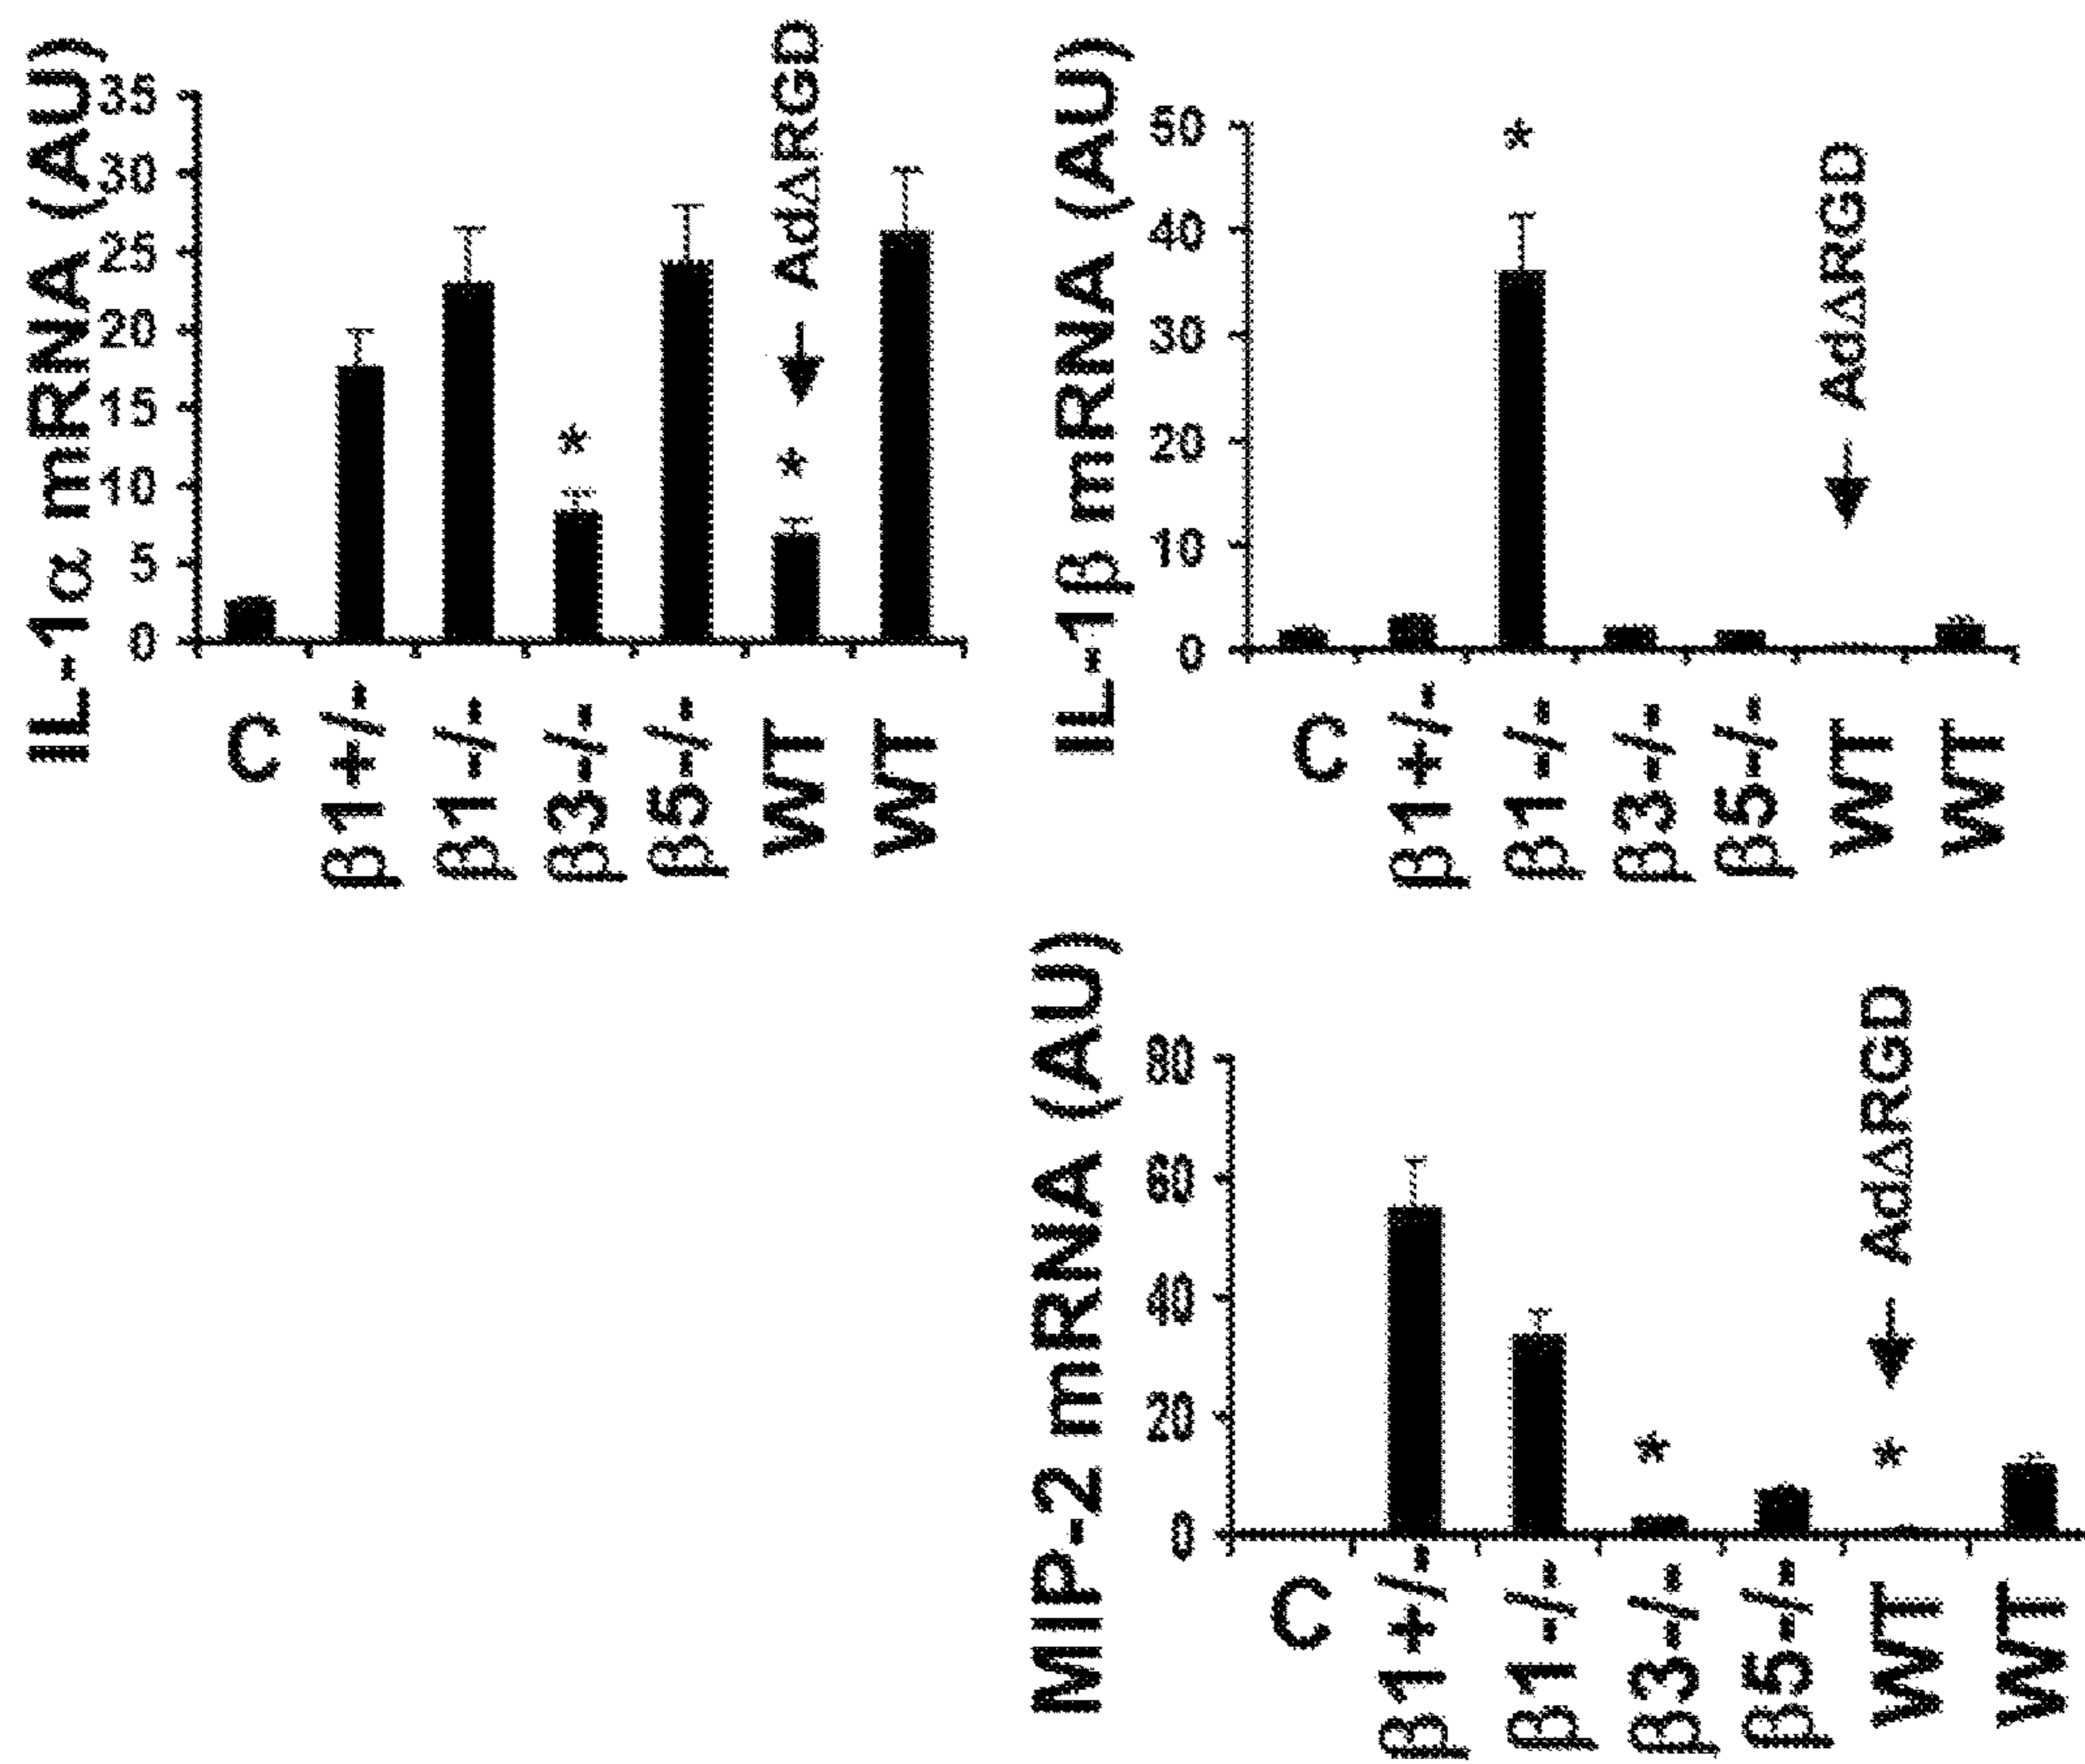 IL-1α mRNA (AU)
35
30
25
20
15
10
5
0
*
*
AdΔRGD
C
β1+/-
β1-/-
β3-/-
β5-/-
WT
WT
IL-1β mRNA (AU)
50
40
30
20
10
0
*
AdΔRGD
C
β1+/-
β1-/-
β3-/-
β5-/-
WT
WT
MIP-2 mRNA (AU)
80
60
40
20
0
*
*
AdΔRGD
C
β1+/-
β1-/-
β3-/-
β5-/-
WT
WT